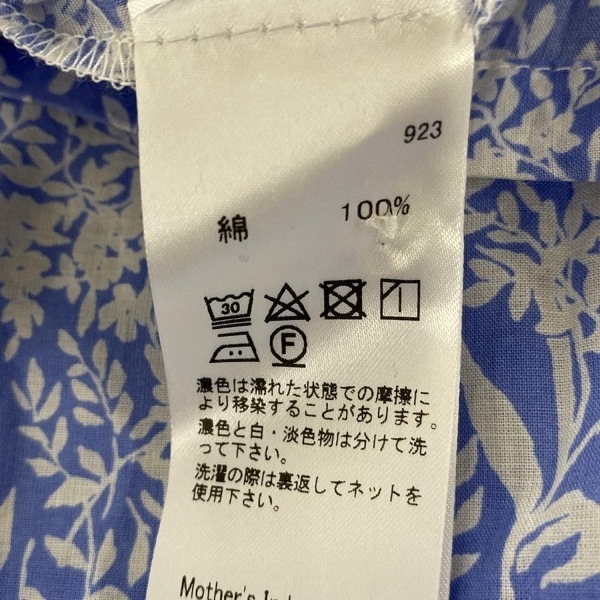 923
綿 100%
30
F
濃色は濡れた状態での摩擦に
より移染することがあります。
濃色と白・淡色物は分けて洗
って下さい。
洗濯の際は裏返してネットを
使用下さい。
Mother's